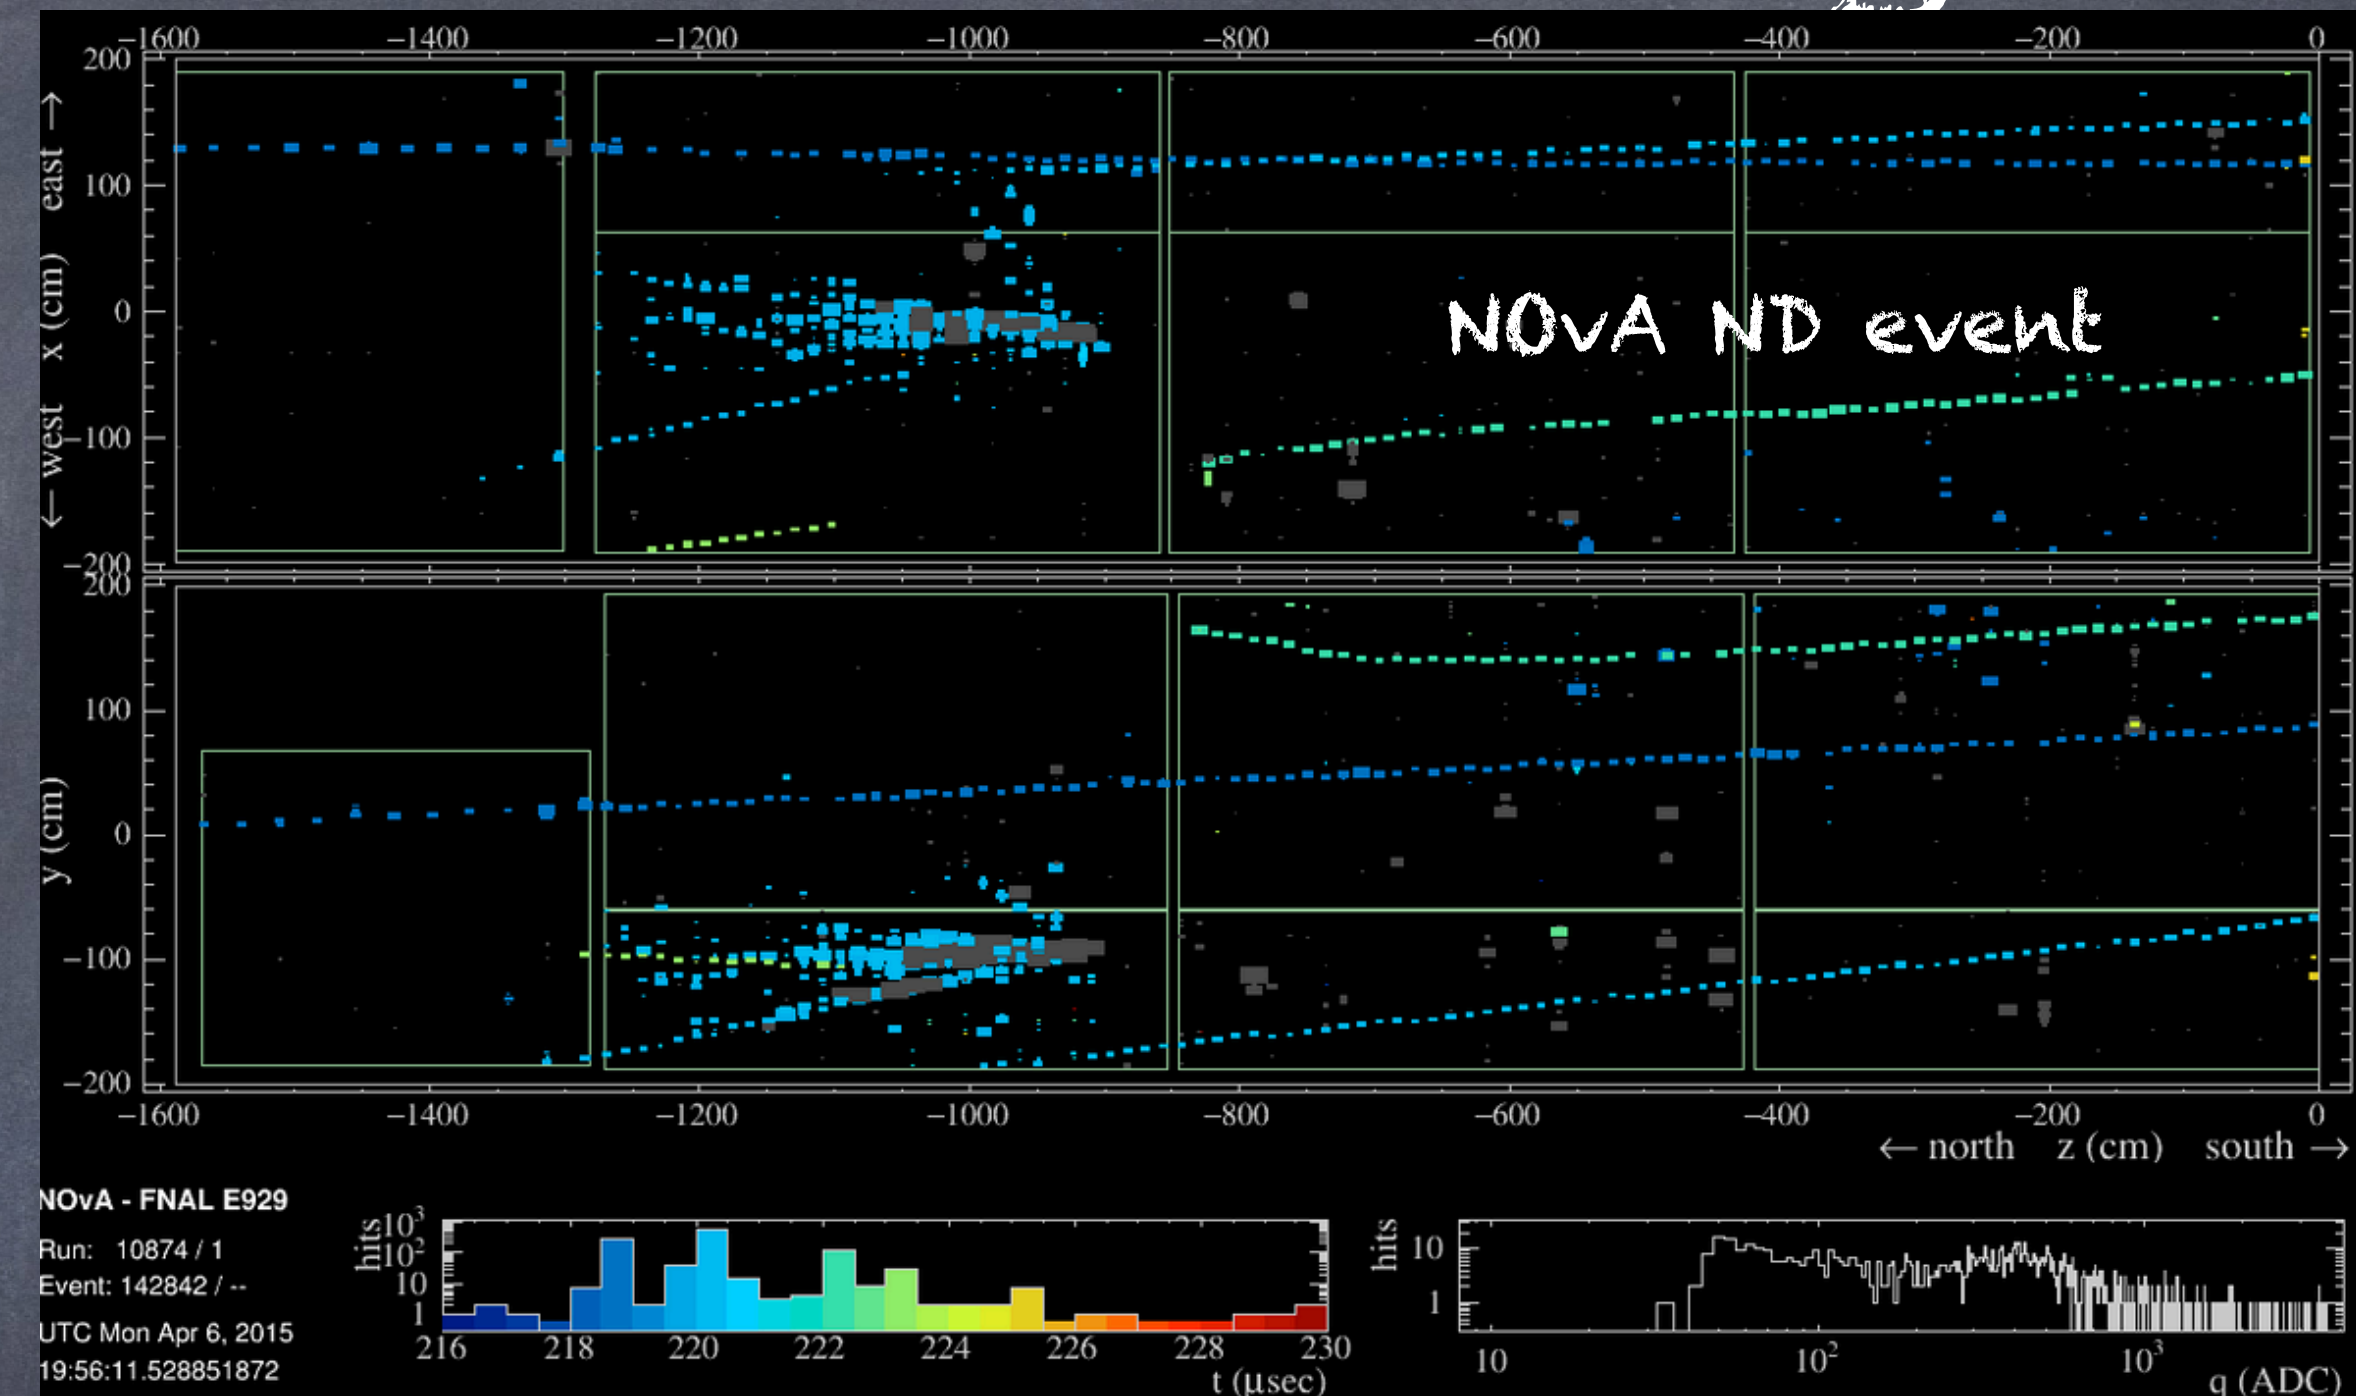 −1600 −1400 −1200 −1000 −800 −600 −400 −200 0
200
100
0
−100
−200
← west x (cm) east →
NOvA ND event
200
100
0
−100
−200
y (cm)
−1600 −1400 −1200 −1000 −800 −600 −400 −200 0
← north z (cm) south →
NOvA - FNAL E929
Run: 10874 / 1
Event: 142842 / --
UTC Mon Apr 6, 2015
19:56:11.528851872
hits
10³
10²
10
1
216 218 220 222 224 226 228 230
t (μsec)
hits
10
1
10 10² 10³
q (ADC)